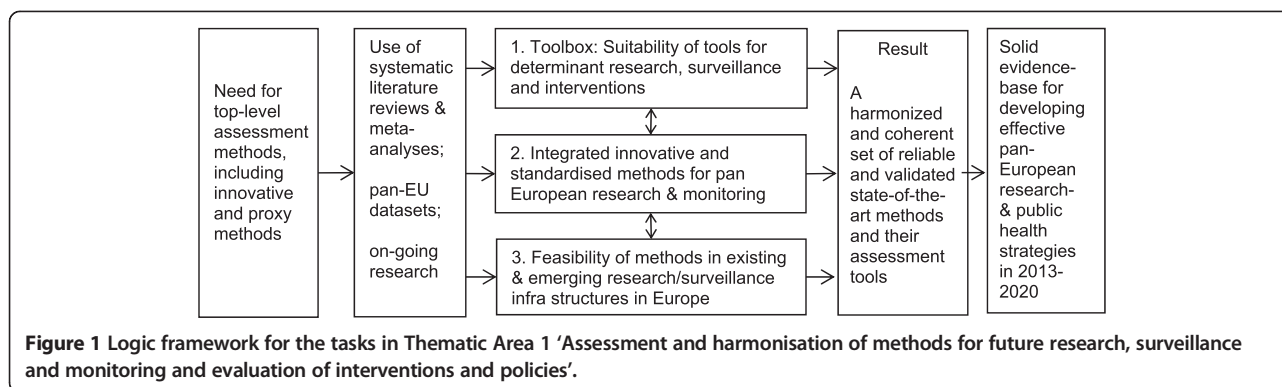 Need for
top-level
assessment
methods,
including
innovative
and proxy
methods
Use of
systematic
literature
reviews &
meta-
analyses;
pan-EU
datasets;
on-going
research
1. Toolbox: Suitability of tools for
determinant research, surveillance
and interventions
2. Integrated innovative and
standardised methods for pan
European research & monitoring
3. Feasibility of methods in existing
& emerging research/surveillance
infra structures in Europe
Result
A
harmonized
and coherent
set of reliable
and validated
state-of-the-
art methods
and their
assessment
tools
Solid
evidence-
base for
developing
effective
pan-
European
research-
& public
health
strategies
in 2013-
2020
Figure 1 Logic framework for the tasks in Thematic Area 1 ‘Assessment and harmonisation of methods for future research, surveillance
and monitoring and evaluation of interventions and policies’.